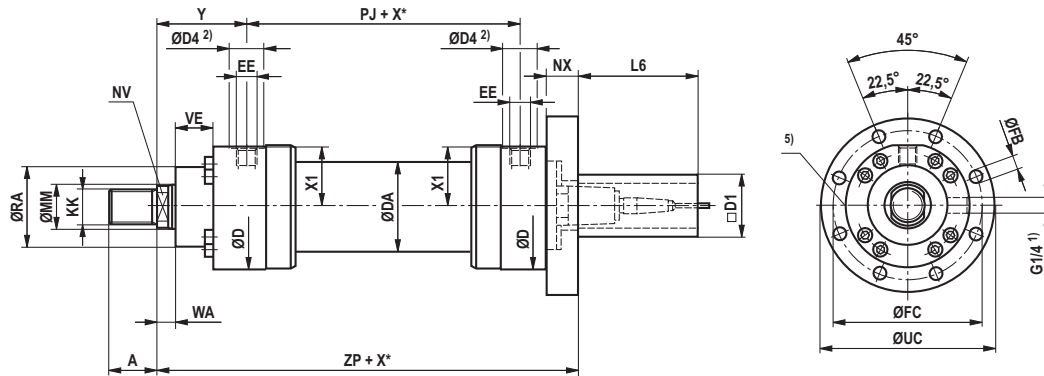 Y
PJ + X*
ØD4 2)
ØD4 2)
45°
EE
NX
L6
22,5°
22,5°
NV
EE
VE
ØFB
5)
X1
X1
ØRA
ØMM
KK
ØDA
□D1
ØD
ØD
G1/4 1)
WA
ØFC
A
ZP + X*
ØUC